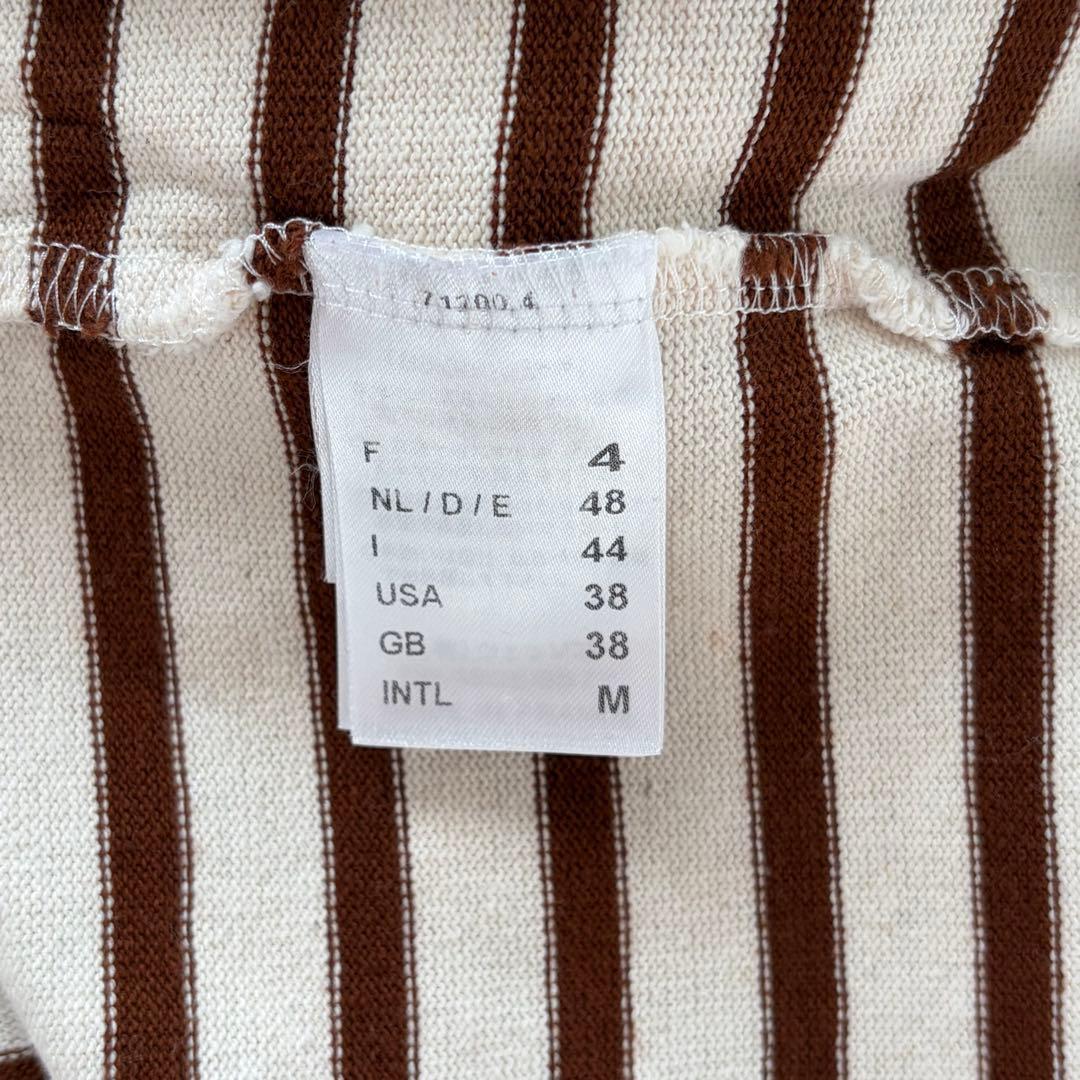 71200.4
F 4
NL / D / E 48
I 44
USA 38
GB 38
INTL M